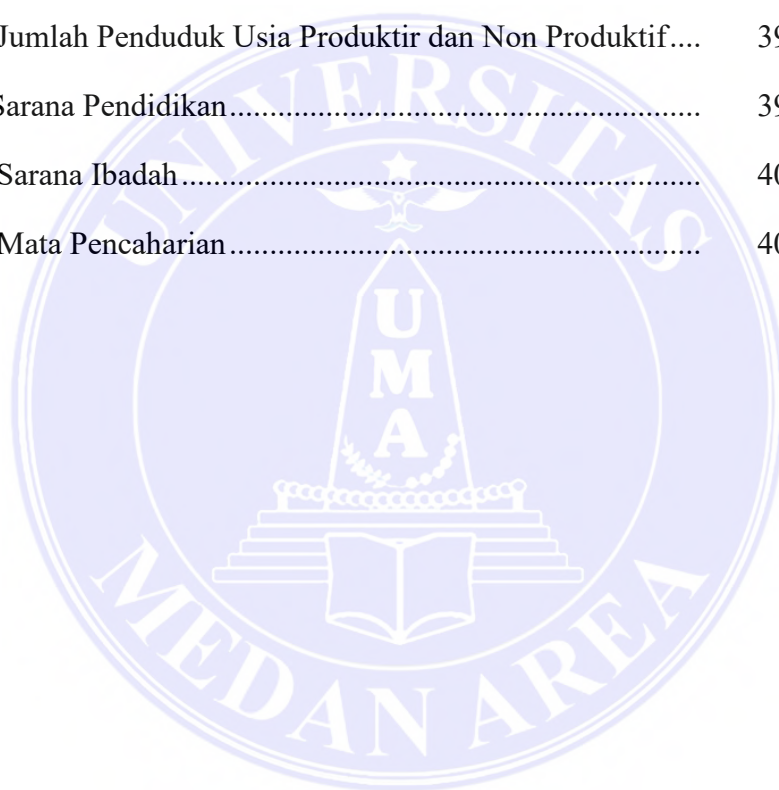 Jumlah Penduduk Usia Produktir dan Non Produktif.... 39
Sarana Pendidikan.......................................................... 39
Sarana Ibadah................................................................ 40
Mata Pencaharian.......................................................... 40
UNIVERSITAS
U
M
A
MEDAN AREA